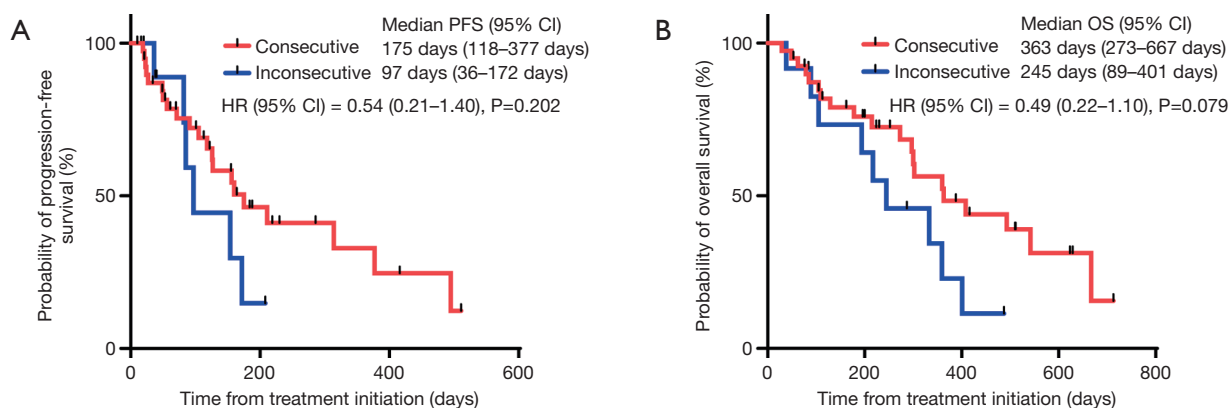 A
Median PFS (95% CI)
Consecutive 175 days (118–377 days)
Inconsecutive 97 days (36–172 days)
HR (95% CI) = 0.54 (0.21–1.40), P=0.202
100
50
0
Probability of progression-free
survival (%)
0 200 400 600
Time from treatment initiation (days)
B
Median OS (95% CI)
Consecutive 363 days (273–667 days)
Inconsecutive 245 days (89–401 days)
HR (95% CI) = 0.49 (0.22–1.10), P=0.079
100
50
0
Probability of overall survival (%)
0 200 400 600 800
Time from treatment initiation (days)